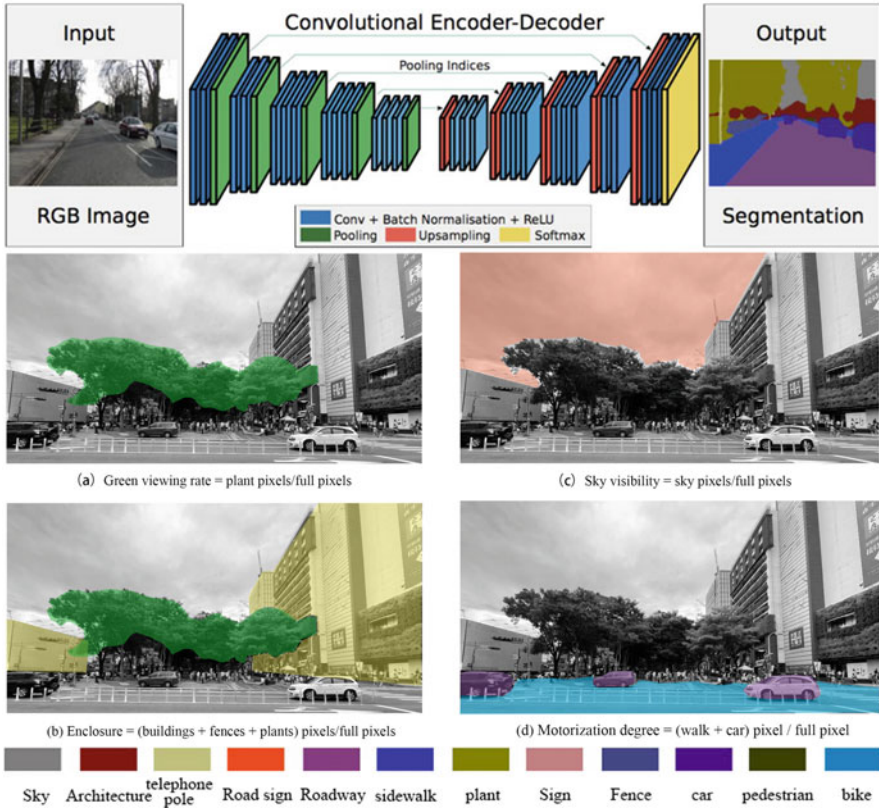 Input
Convolutional Encoder-Decoder
Output
Pooling Indices
RGB Image
Segmentation
Conv + Batch Normalisation + ReLU
Pooling
Upsampling
Softmax
(a) Green viewing rate = plant pixels/full pixels
(c) Sky visibility = sky pixels/full pixels
(b) Enclosure = (buildings + fences + plants) pixels/full pixels
(d) Motorization degree = (walk + car) pixel / full pixel
Sky
Architecture
telephone
pole
Road sign
Roadway
sidewalk
plant
Sign
Fence
car
pedestrian
bike